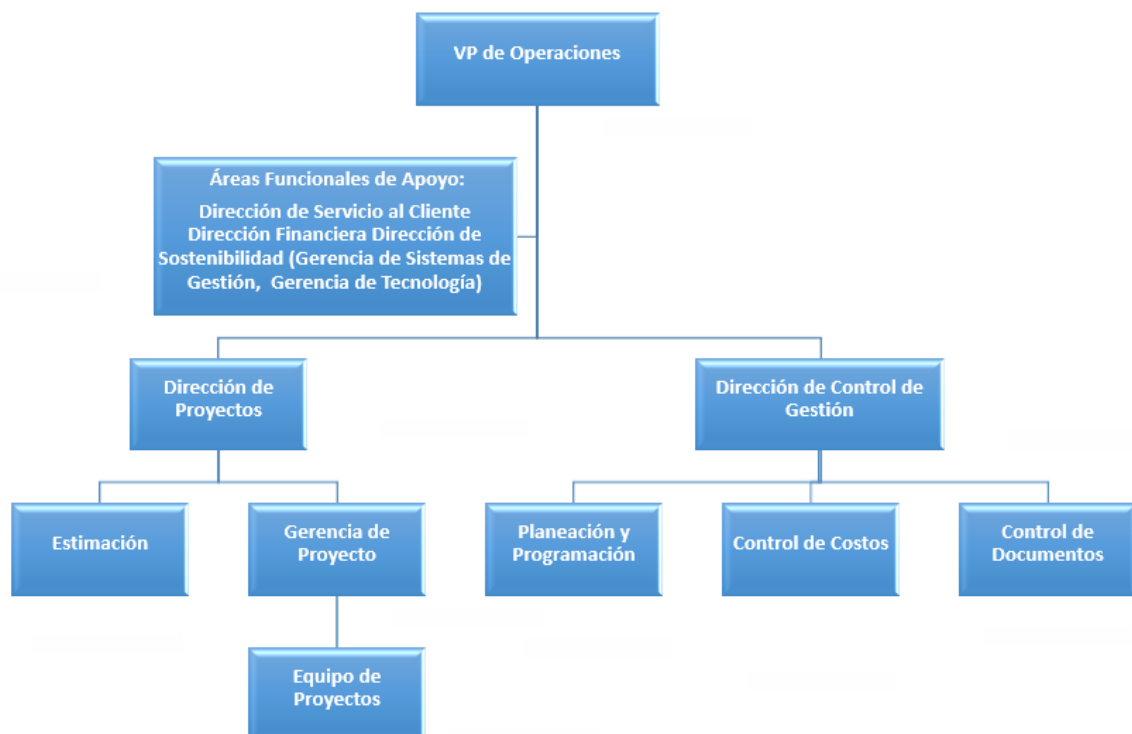 VP de Operaciones
Áreas Funcionales de Apoyo:
Dirección de Servicio al Cliente
Dirección Financiera Dirección de
Sostenibilidad (Gerencia de Sistemas de
Gestión, Gerencia de Tecnología)
Dirección de
Proyectos
Dirección de Control de
Gestión
Estimación
Gerencia de
Proyecto
Planeación y
Programación
Control de Costos
Control de
Documentos
Equipo de
Proyectos